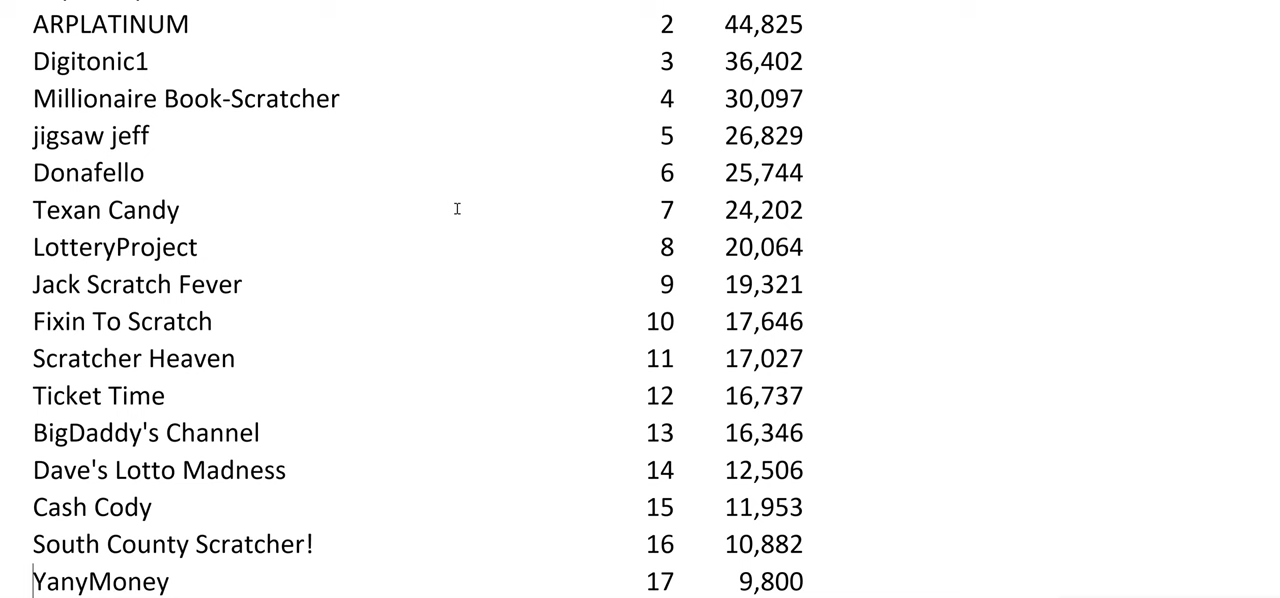 ARPLATINUM 2 44,825
Digitonic1 3 36,402
Millionaire Book-Scratcher 4 30,097
jigsaw jeff 5 26,829
Donafello 6 25,744
Texan Candy 7 24,202
LotteryProject 8 20,064
Jack Scratch Fever 9 19,321
Fixin To Scratch 10 17,646
Scratcher Heaven 11 17,027
Ticket Time 12 16,737
BigDaddy's Channel 13 16,346
Dave's Lotto Madness 14 12,506
Cash Cody 15 11,953
South County Scratcher! 16 10,882
YanyMoney 17 9,800